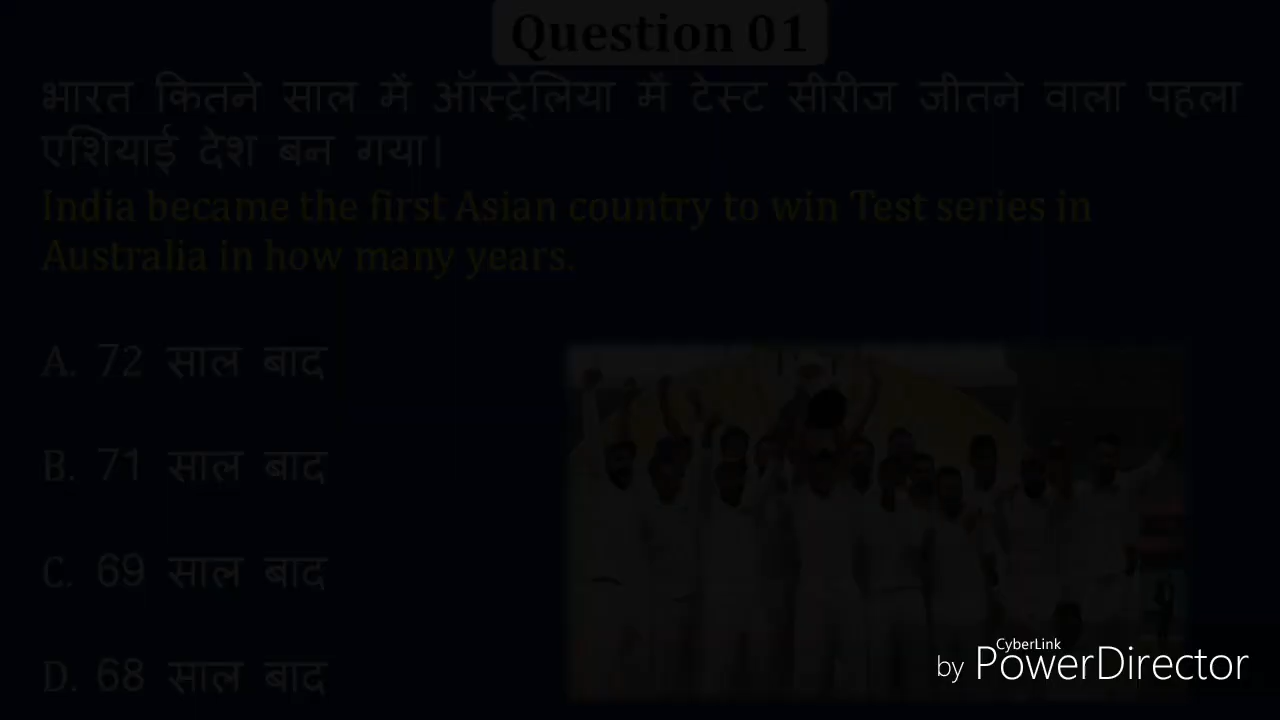 Question 01
भारत कितने साल में ऑस्ट्रेलिया में टेस्ट सीरीज जीतने वाला पहला
एशियाई देश बन गया।
India became the first Asian country to win Test series in
Australia in how many years.
A. 72 साल बाद
B. 71 साल बाद
C. 69 साल बाद
D. 68 साल बाद
CyberLink
by PowerDirector